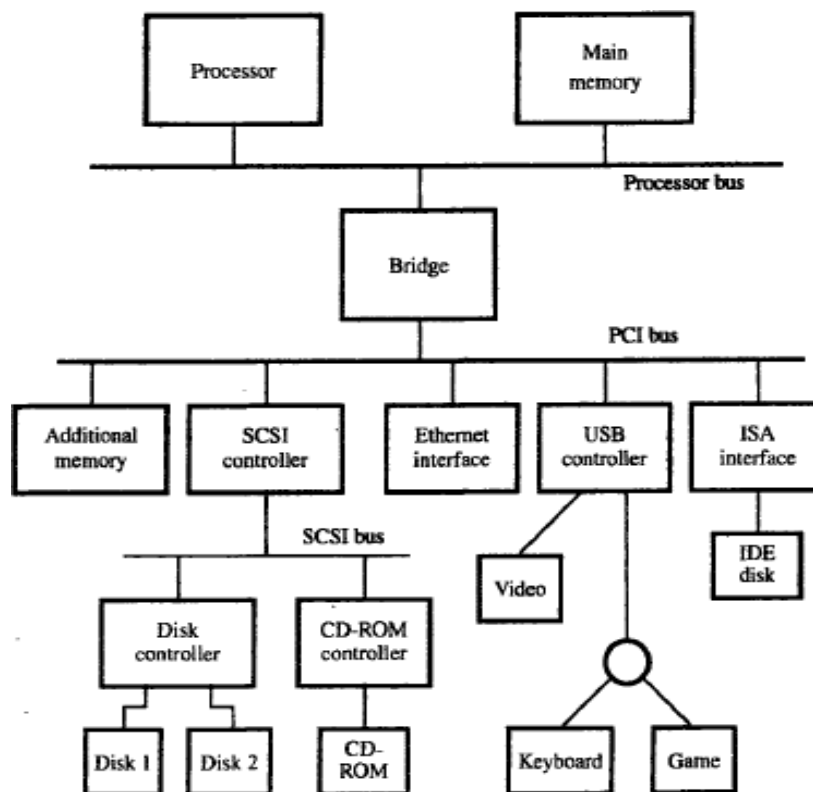 Processor
Main
memory
Processor bus
Bridge
PCI bus
Additional
memory
SCSI
controller
Ethernet
interface
USB
controller
ISA
interface
SCSI bus
Video
IDE
disk
Disk
controller
CD-ROM
controller
Disk 1
Disk 2
CD-
ROM
Keyboard
Game